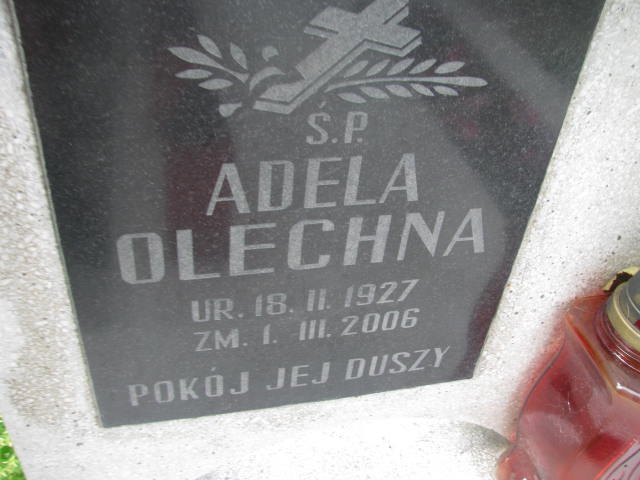 Ś.P.
ADELA
OLECHNA
UR. 18. II. 1927
ZM. 1. III. 2006
POKÓJ JEJ DUSZY